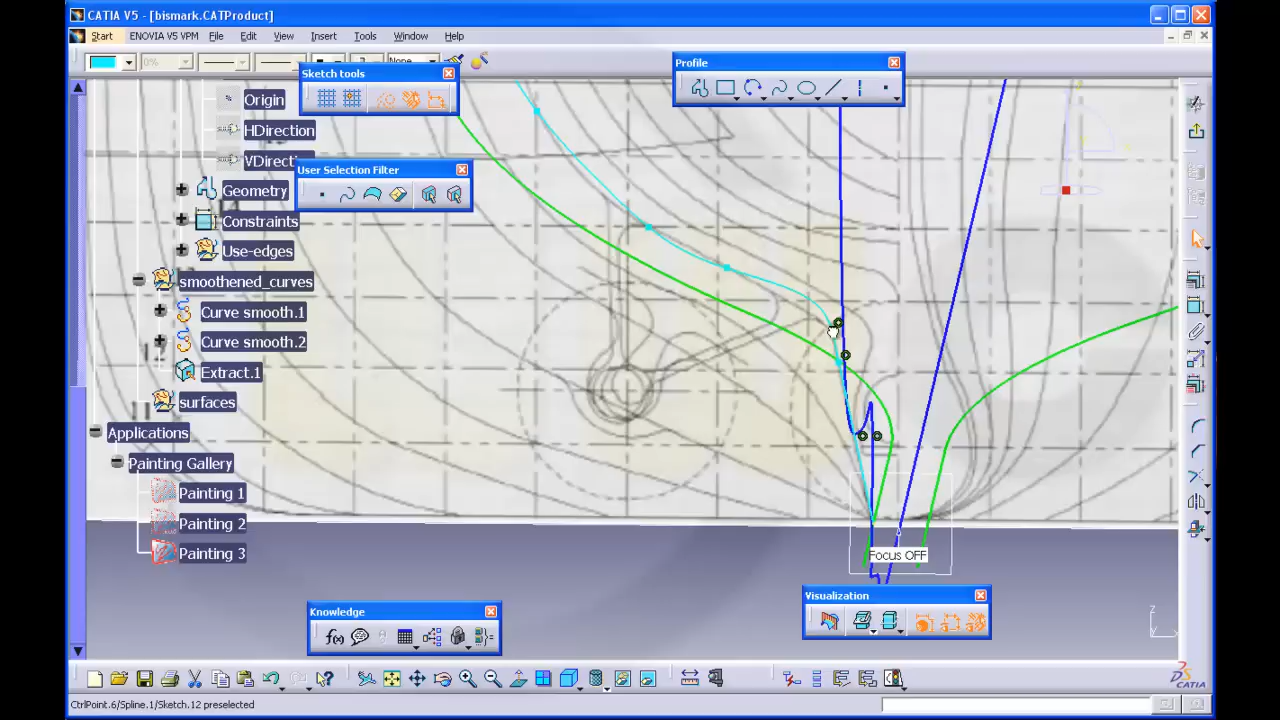 CATIA V5 - [bismark.CATProduct]
Start ENOVIA V5 VPM File Edit View Insert Tools Window Help
0% None
Sketch tools
Profile
Origin
HDirection
User Selection Filter
Geometry
Constraints
Use-edges
smoothened_curves
Curve smooth.1
Curve smooth.2
Extract.1
surfaces
Applications
Painting Gallery
Painting 1
Painting 2
Painting 3
Focus OFF
Visualization
Knowledge
f(x)
z
y
CATIA
CtrlPoint.6/Spline.1/Sketch.12 preselected